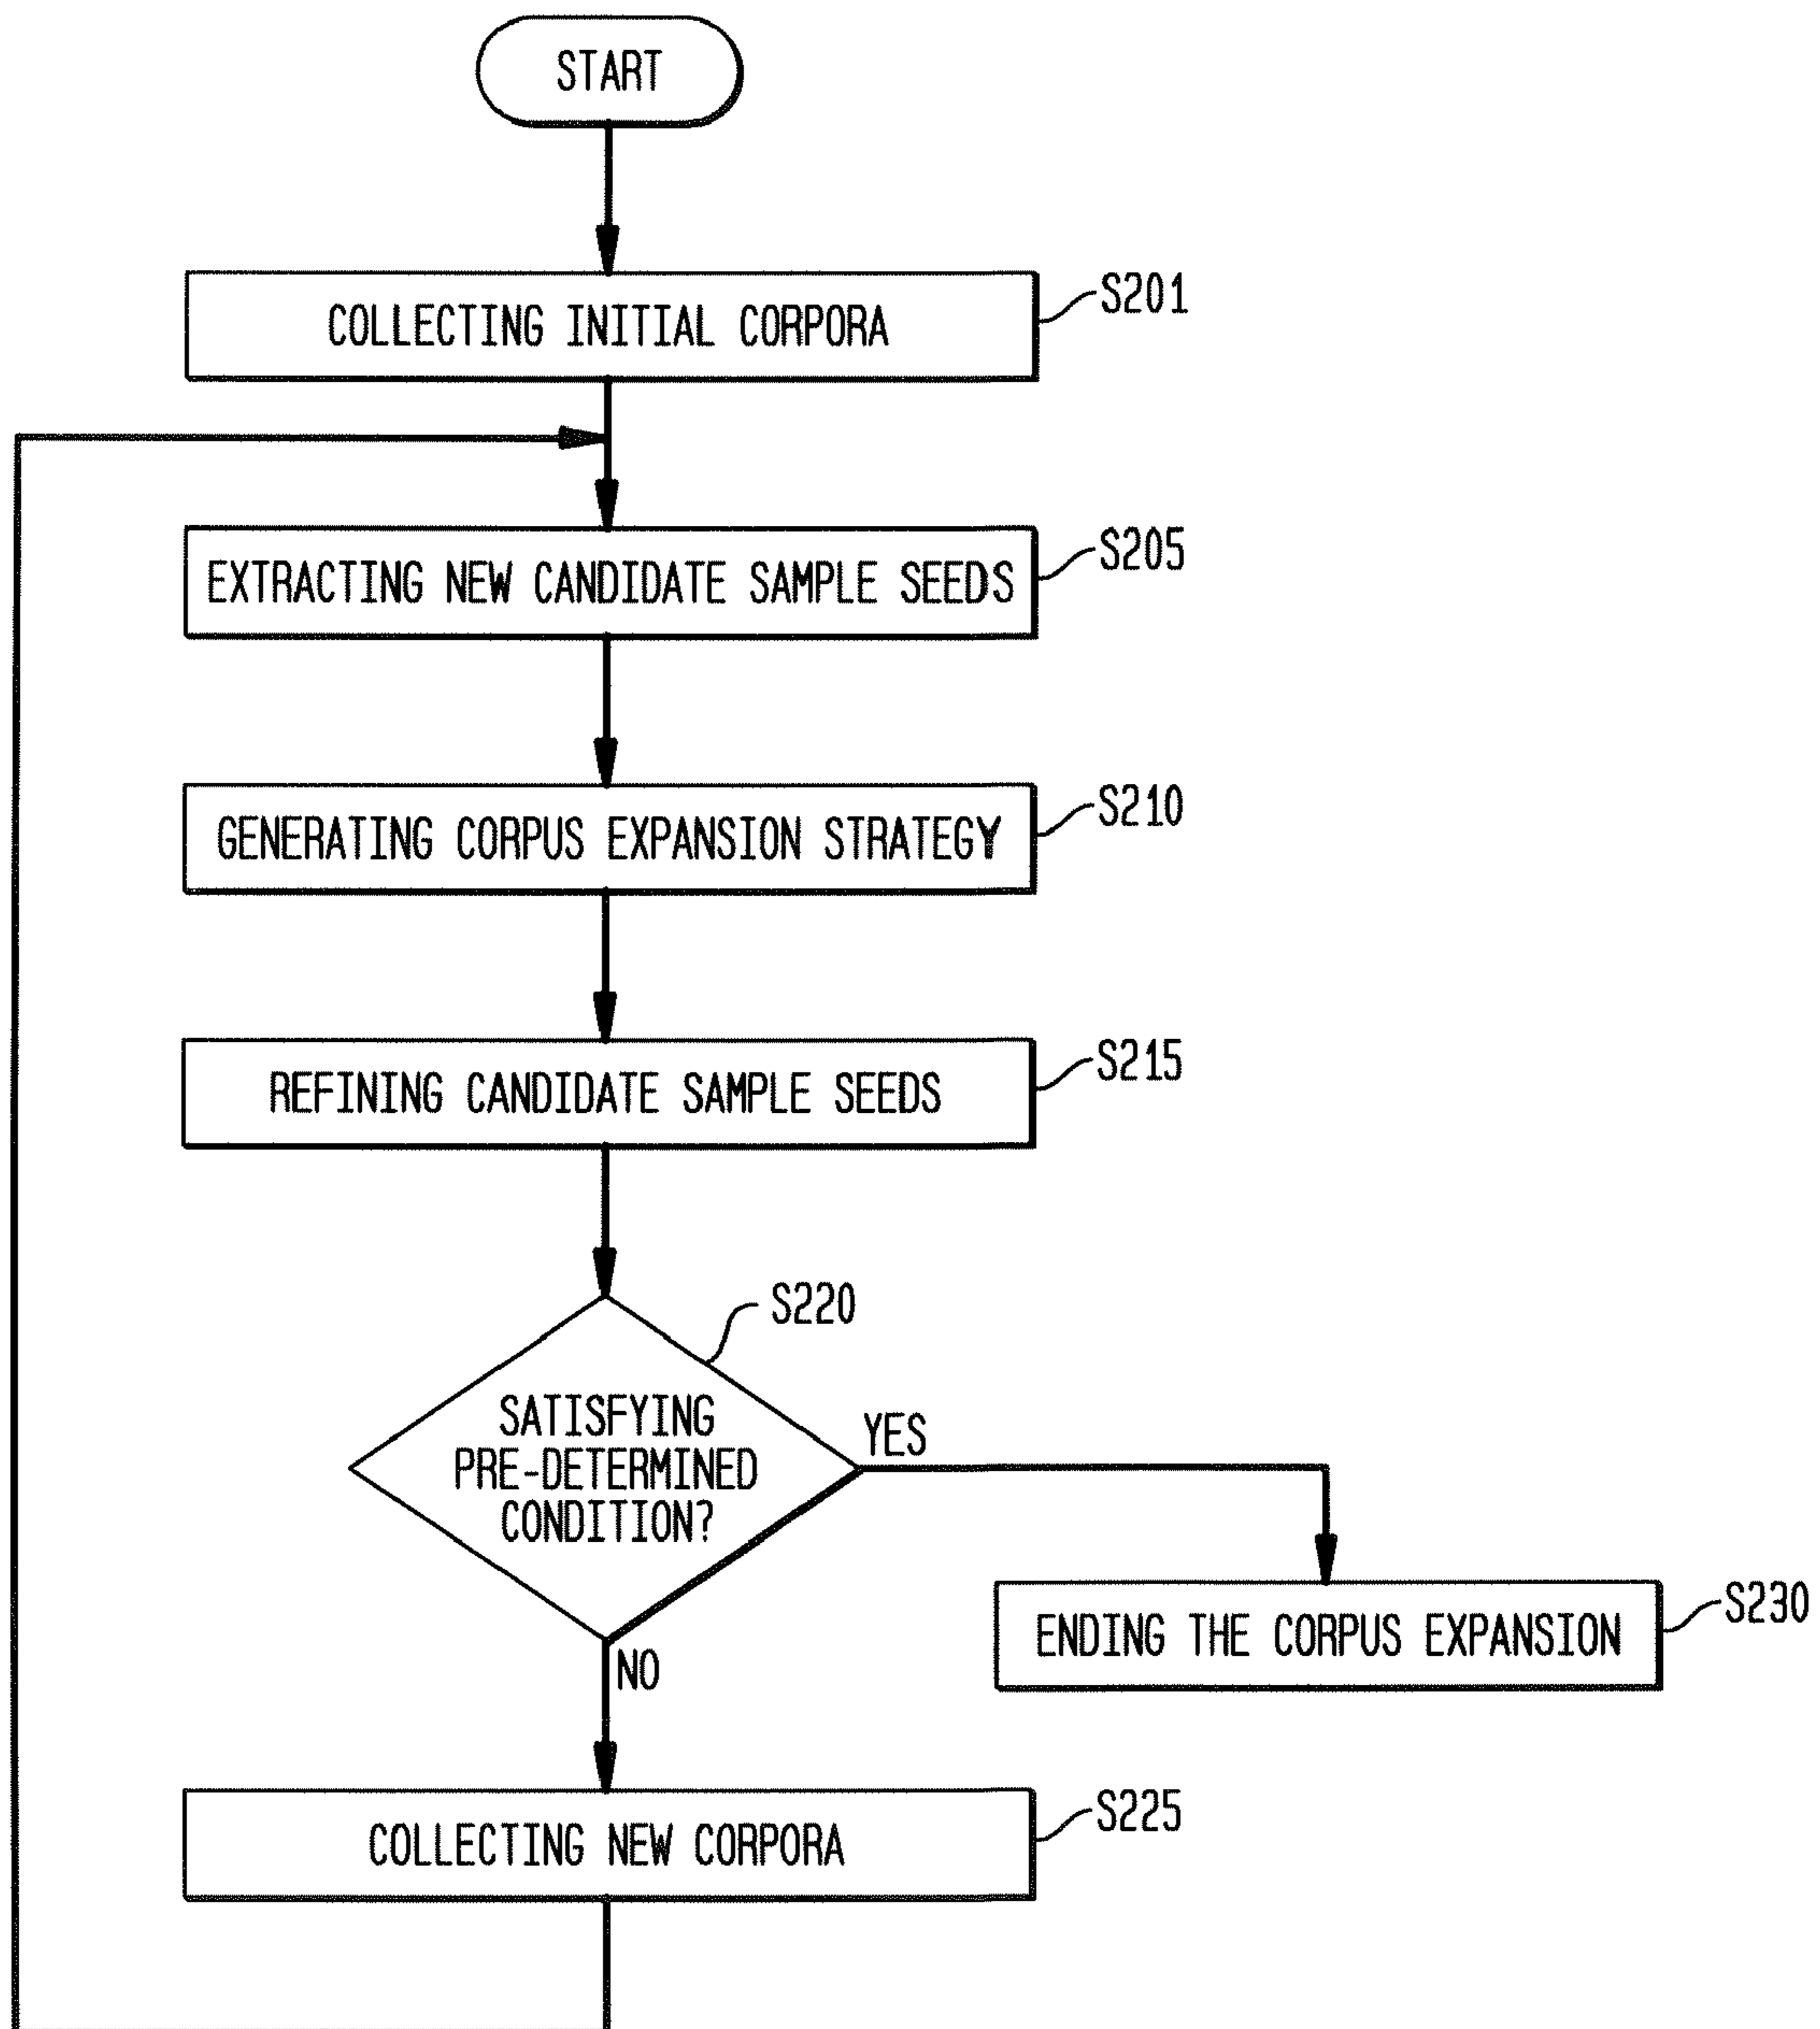 START
COLLECTING INITIAL CORPORA
S201
EXTRACTING NEW CANDIDATE SAMPLE SEEDS
S205
GENERATING CORPUS EXPANSION STRATEGY
S210
REFINING CANDIDATE SAMPLE SEEDS
S215
S220
SATISFYING
PRE-DETERMINED
CONDITION?
YES
NO
ENDING THE CORPUS EXPANSION
S230
COLLECTING NEW CORPORA
S225